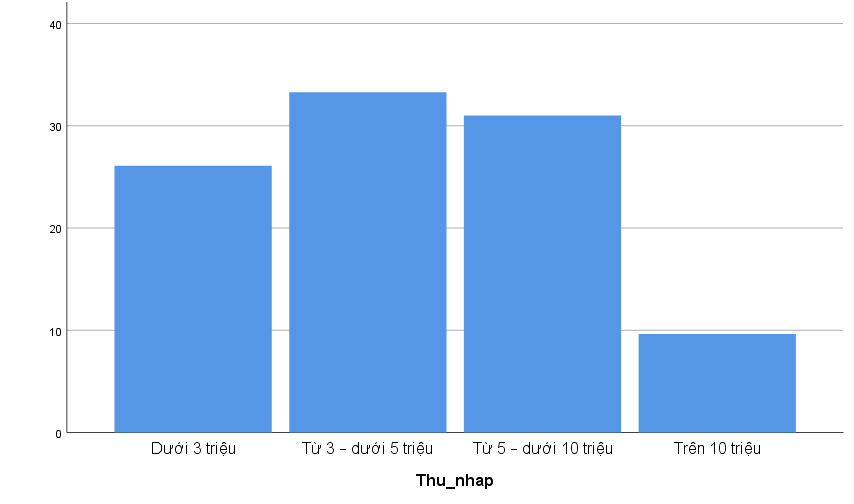 40
30
20
10
0
Dưới 3 triệu Từ 3 - dưới 5 triệu Từ 5 - dưới 10 triệu Trên 10 triệu
Thu_nhap